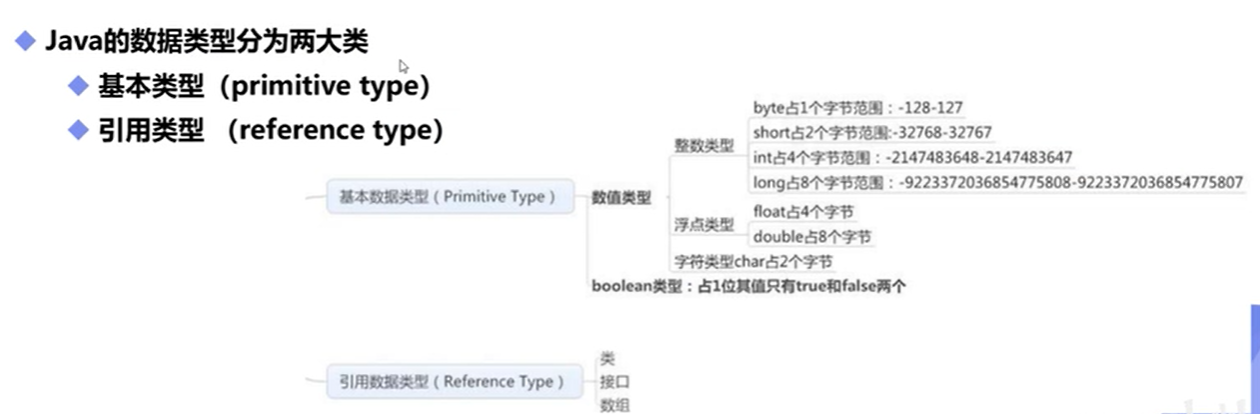 Java的数据类型分为两大类
基本类型（primitive type）
引用类型 （reference type）
基本数据类型（Primitive Type）
数值类型
整数类型
byte占1个字节范围：-128-127
short占2个字节范围:-32768-32767
int占4个字节范围：-2147483648-2147483647
long占8个字节范围：-9223372036854775808-9223372036854775807
浮点类型
float占4个字节
double占8个字节
字符类型char占2个字节
boolean类型：占1位其值只有true和false两个
引用数据类型（Reference Type）
类
接口
数组